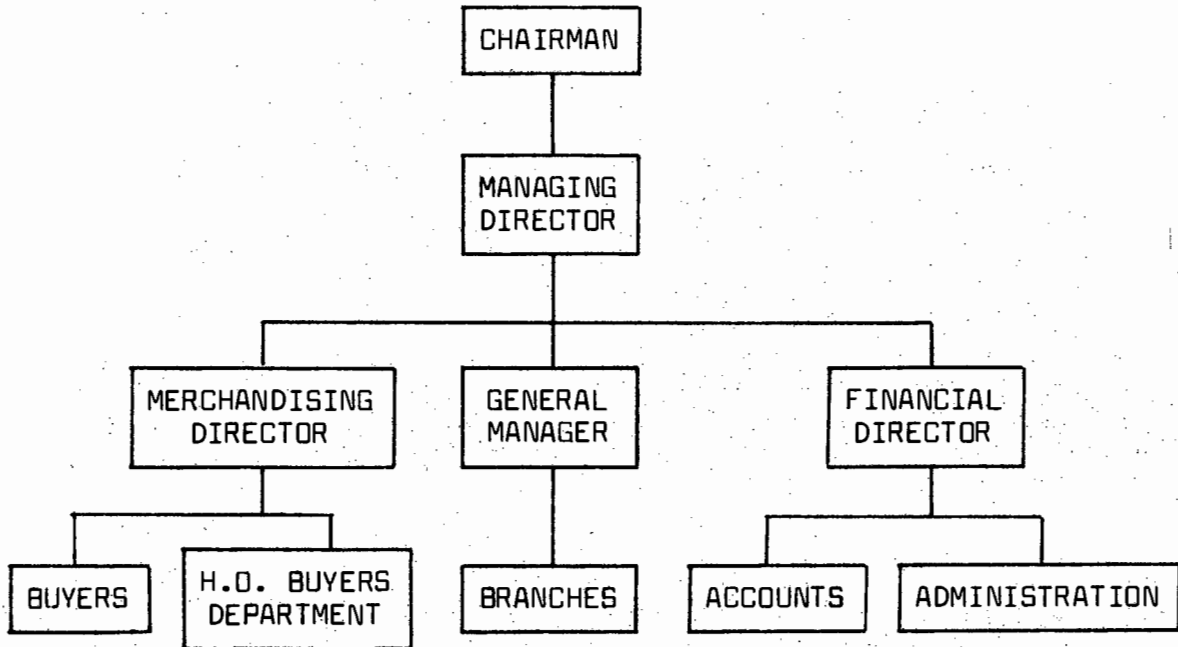 CHAIRMAN
MANAGING
DIRECTOR
MERCHANDISING
DIRECTOR
GENERAL
MANAGER
FINANCIAL
DIRECTOR
BUYERS
H.O. BUYERS
DEPARTMENT
BRANCHES
ACCOUNTS
ADMINISTRATION